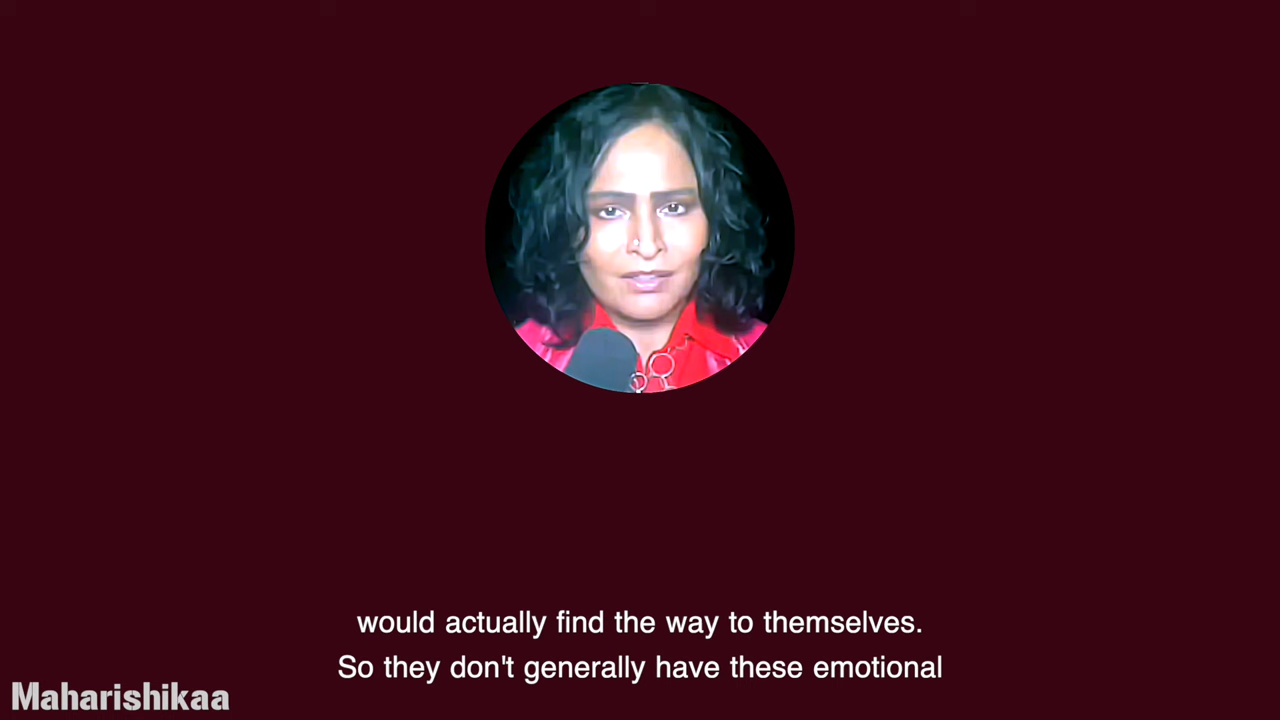 would actually find the way to themselves.
So they don't generally have these emotional
Maharishikaa